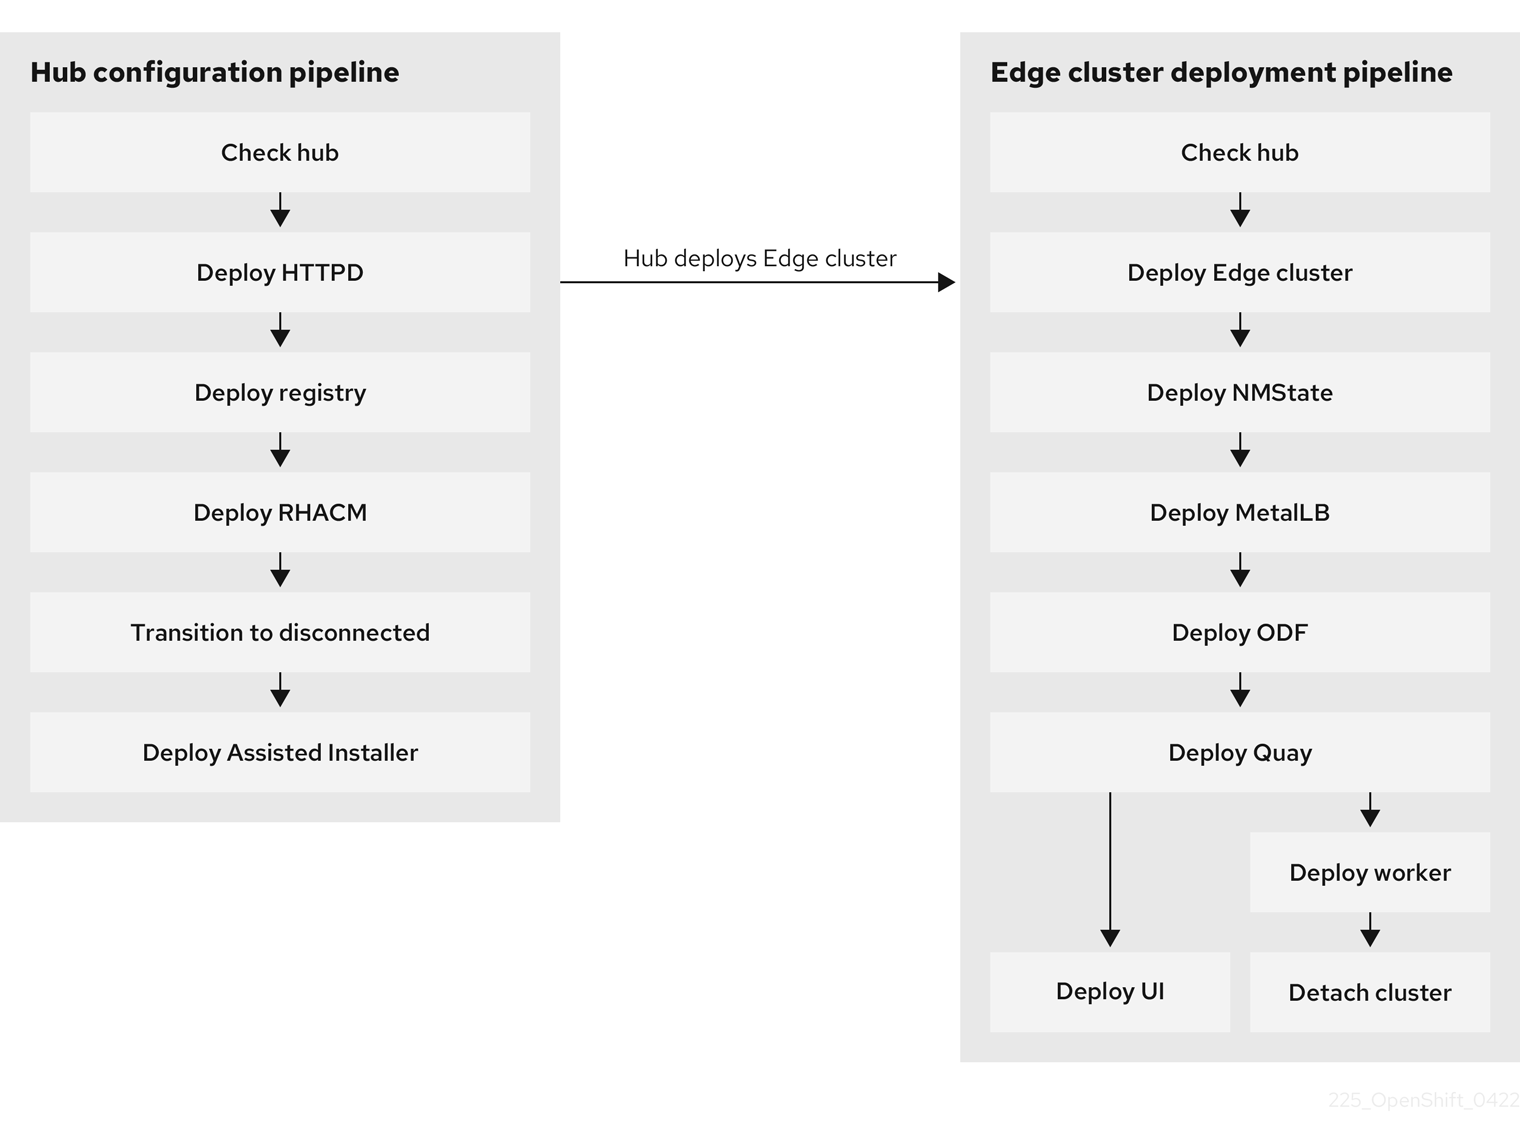 Hub configuration pipeline
Check hub
Deploy HTTPD
Deploy registry
Deploy RHACM
Transition to disconnected
Deploy Assisted Installer
Hub deploys Edge cluster
Edge cluster deployment pipeline
Check hub
Deploy Edge cluster
Deploy NMState
Deploy MetalLB
Deploy ODF
Deploy Quay
Deploy worker
Deploy UI
Detach cluster
225_OpenShift_0422